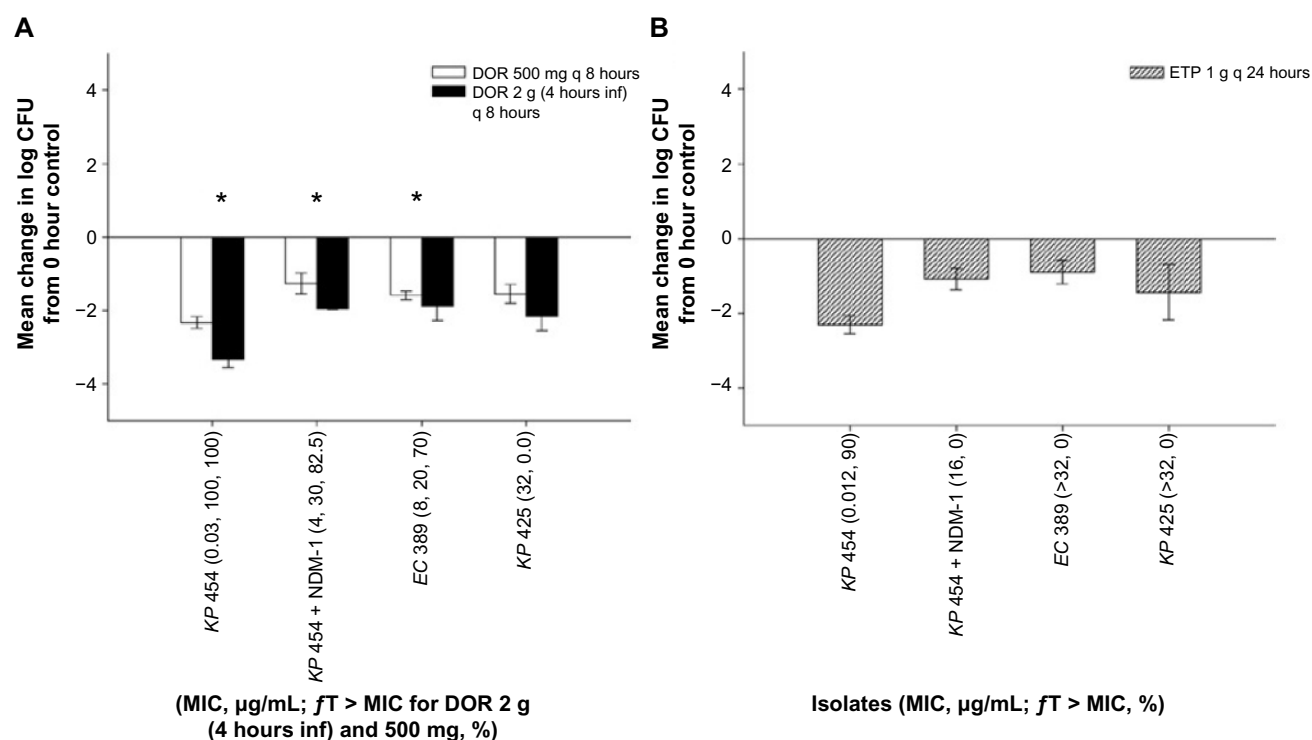 A
DOR 500 mg q 8 hours
DOR 2 g (4 hours inf)
q 8 hours
Mean change in log CFU
from 0 hour control
4
2
0
−2
−4
*
*
*
KP 454 (0.03, 100, 100)
KP 454 + NDM-1 (4, 30, 82.5)
EC 389 (8, 20, 70)
KP 425 (32, 0.0)
(MIC, µg/mL; ƒT > MIC for DOR 2 g
(4 hours inf) and 500 mg, %)
B
ETP 1 g q 24 hours
Mean change in log CFU
from 0 hour control
4
2
0
−2
−4
KP 454 (0.012, 90)
KP 454 + NDM-1 (16, 0)
EC 389 (>32, 0)
KP 425 (>32, 0)
Isolates (MIC, µg/mL; ƒT > MIC, %)